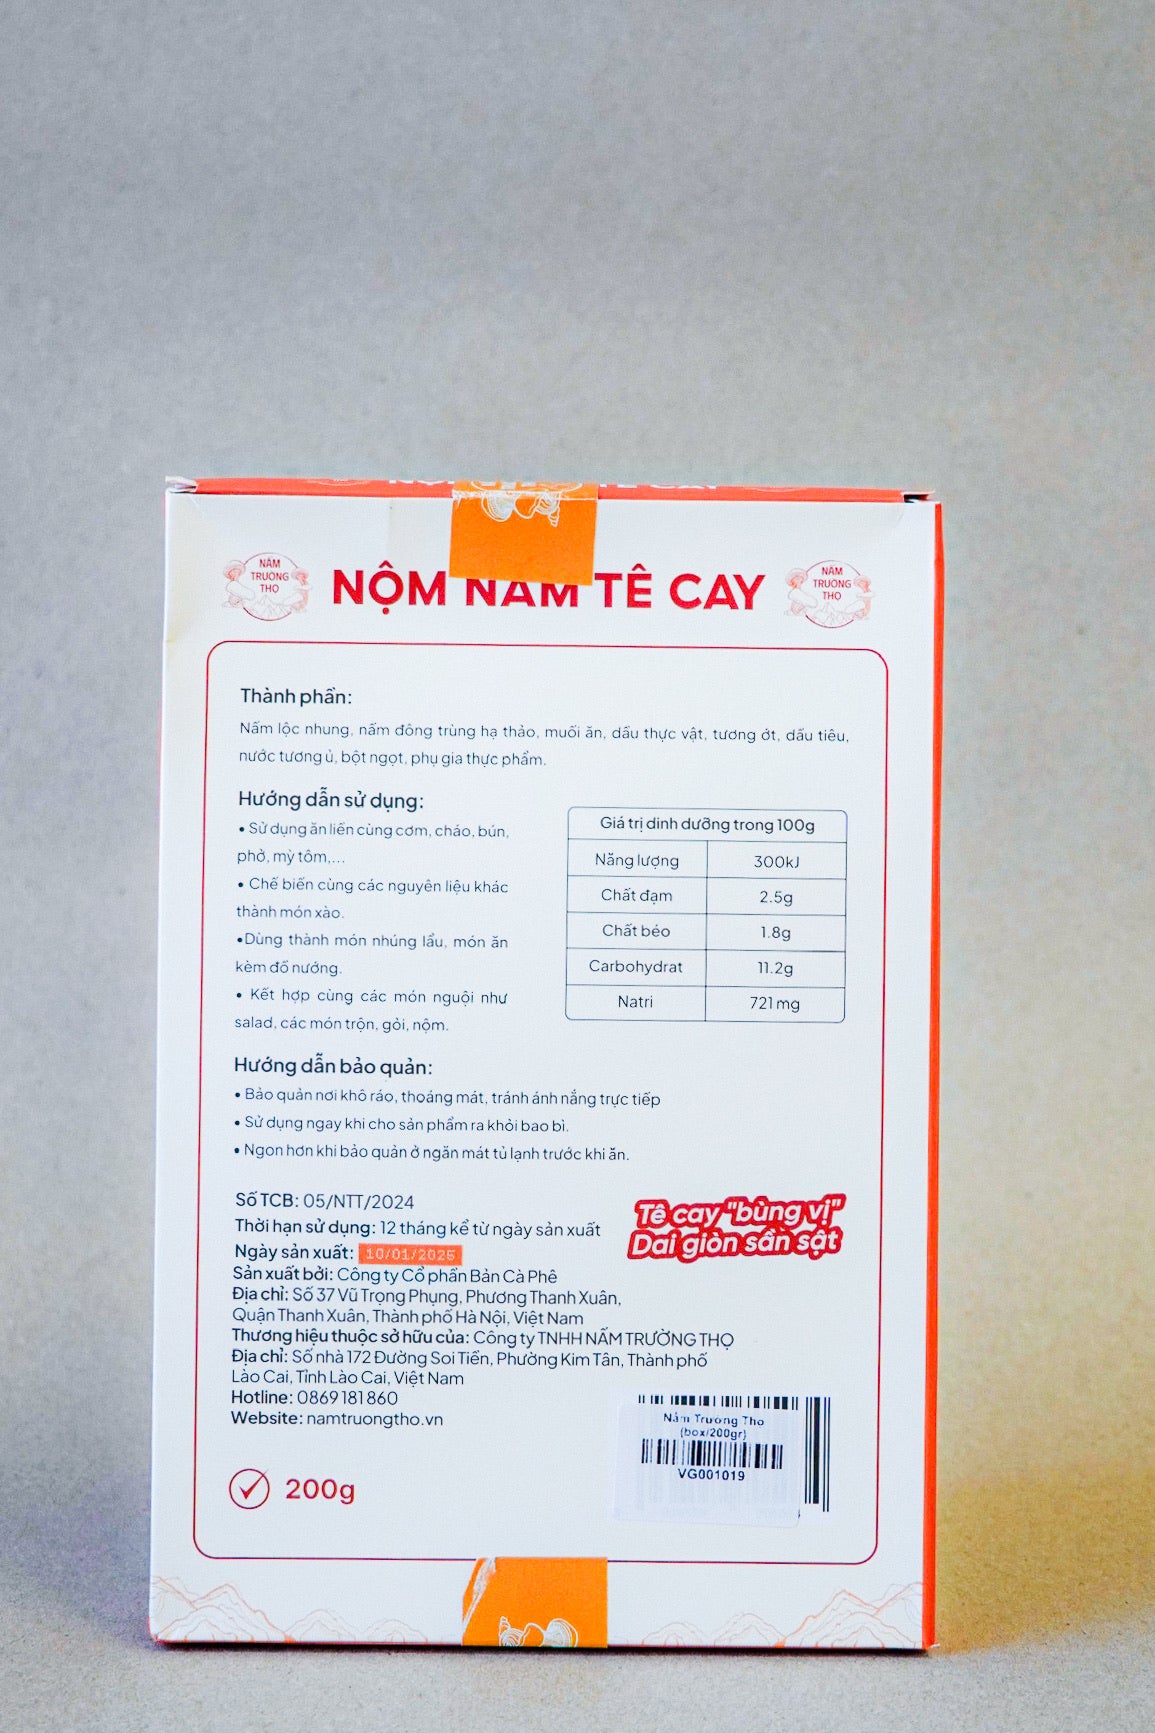 NẤM
TRƯỜNG
THỌ
NỘM NẤM TÊ CAY
NẤM
TRƯỜNG
THỌ
Thành phần:
Nấm lộc nhung, nấm đông trùng hạ thảo, muối ăn, dầu thực vật, tương ớt, dầu tiêu,
nước tương ủ, bột ngọt, phụ gia thực phẩm.
Hướng dẫn sử dụng:
• Sử dụng ăn liền cùng cơm, cháo, bún,
phở, mỳ tôm,...
• Chế biến cùng các nguyên liệu khác
thành món xào.
•Dùng thành món nhúng lẩu, món ăn
kèm đồ nướng.
• Kết hợp cùng các món nguội như
salad, các món trộn, gỏi, nộm.
Giá trị dinh dưỡng trong 100g
Năng lượng 300kJ
Chất đạm 2.5g
Chất béo 1.8g
Carbohydrat 11.2g
Natri 721 mg
Hướng dẫn bảo quản:
• Bảo quản nơi khô ráo, thoáng mát, tránh ánh nắng trực tiếp
• Sử dụng ngay khi cho sản phẩm ra khỏi bao bì.
• Ngon hơn khi bảo quản ở ngăn mát tủ lạnh trước khi ăn.
Số TCB: 05/NTT/2024
Thời hạn sử dụng: 12 tháng kể từ ngày sản xuất
Ngày sản xuất: 10/01/2025
Sản xuất bởi: Công ty Cổ phần Bản Cà Phê
Địa chỉ: Số 37 Vũ Trọng Phụng, Phương Thanh Xuân,
Quận Thanh Xuân, Thành phố Hà Nội, Việt Nam
Thương hiệu thuộc sở hữu của: Công ty TNHH NẤM TRƯỜNG THỌ
Địa chỉ: Số nhà 172 Đường Soi Tiền, Phường Kim Tân, Thành phố
Lào Cai, Tỉnh Lào Cai, Việt Nam
Hotline: 0869 181 860
Website: namtruongtho.vn
Tê cay "bùng vị"
Dai giòn sần sật
Nấm Trường Thọ
(box/200gr)
VG001019
200g